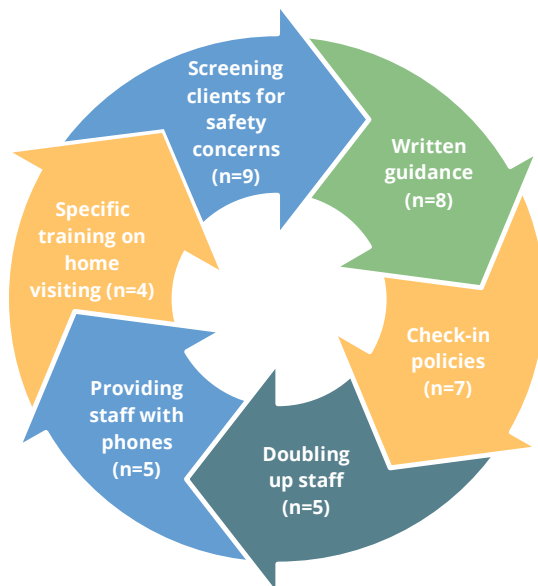 Screening
clients for
safety
concerns
(n=9)
Written
guidance
(n=8)
Check-in
policies
(n=7)
Doubling
up staff
(n=5)
Providing
staff with
phones
(n=5)
Specific
training on
home
visiting (n=4)